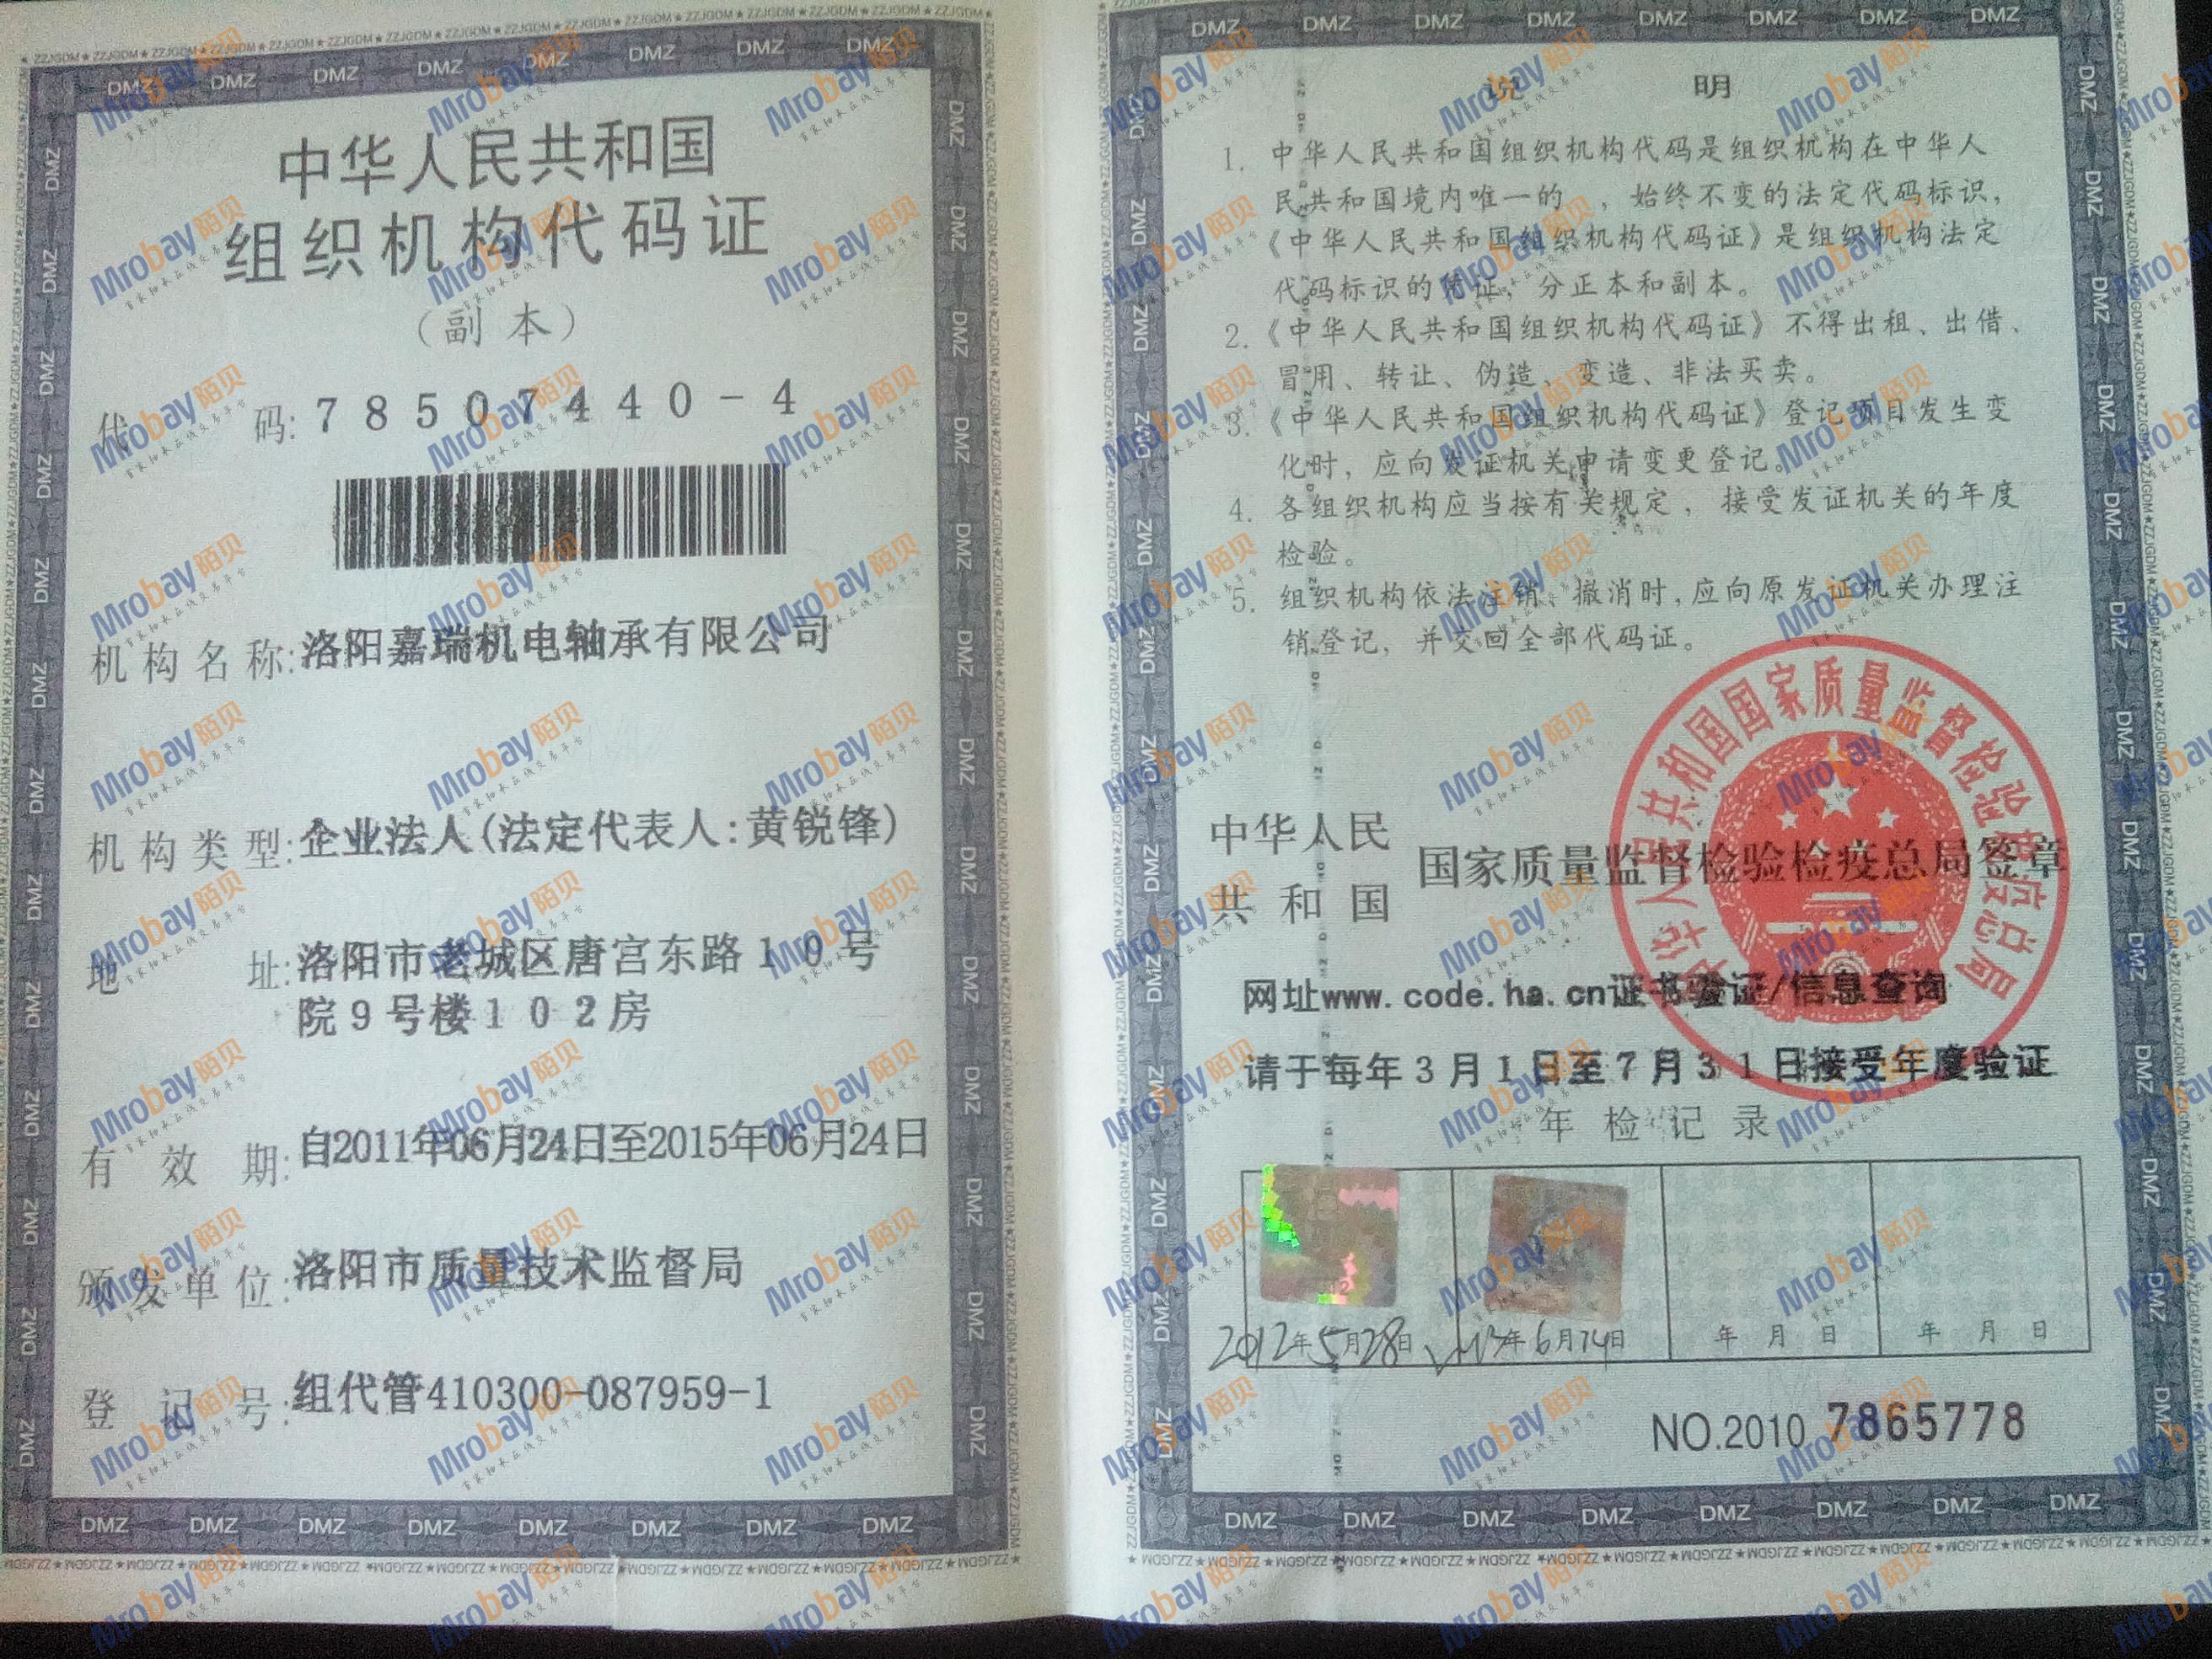 中华人民共和国
组织机构代码证
（副本）
代码: 78507440-4
机构名称: 洛阳嘉瑞机电轴承有限公司
机构类型: 企业法人(法定代表人:黄锐锋)
地址: 洛阳市老城区唐宫东路10号
院9号楼102房
有效期: 自2011年06月24日至2015年06月24日
颁发单位: 洛阳市质量技术监督局
登记号: 组代管410300-087959-1
说明
1. 中华人民共和国组织机构代码是组织机构在中华人
民共和国境内唯一的，始终不变的法定代码标识，
《中华人民共和国组织机构代码证》是组织机构法定
代码标识的凭证，分正本和副本。
2.《中华人民共和国组织机构代码证》不得出租、出借、
冒用、转让、伪造、变造、非法买卖。
3.《中华人民共和国组织机构代码证》登记项目发生变
化时，应向发证机关申请变更登记。
4. 各组织机构应当按有关规定，接受发证机关的年度
检验。
5. 组织机构依法注销、撤消时，应向原发证机关办理注
销登记，并交回全部代码证。
中华人民共和国国家质量监督检验检疫总局
中华人民
共和国
国家质量监督检验检疫总局签章
网址www.code.ha.cn证书验证/信息查询
请于每年3月1日至7月31日接受年度验证
年检记录
2012年5月28日
年6月14日
年 月 日
年 月 日
NO.2010 7865778
DMZ
ZZJGDM★ZZJGDM
Mrobay陌贝